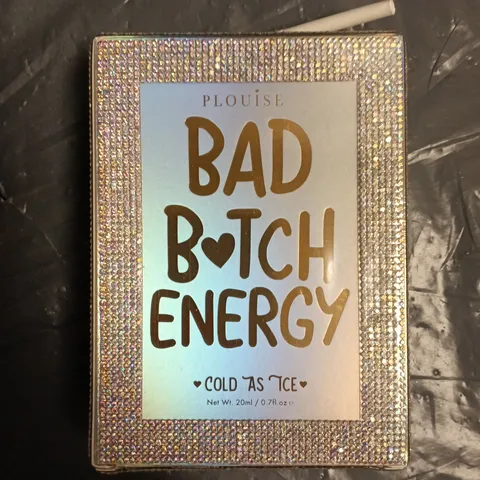 PLOUISE
BAD
B♥TCH
ENERGY
♥ COLD AS ICE ♥
Net Wt. 20ml / 0.7fl oz ℮